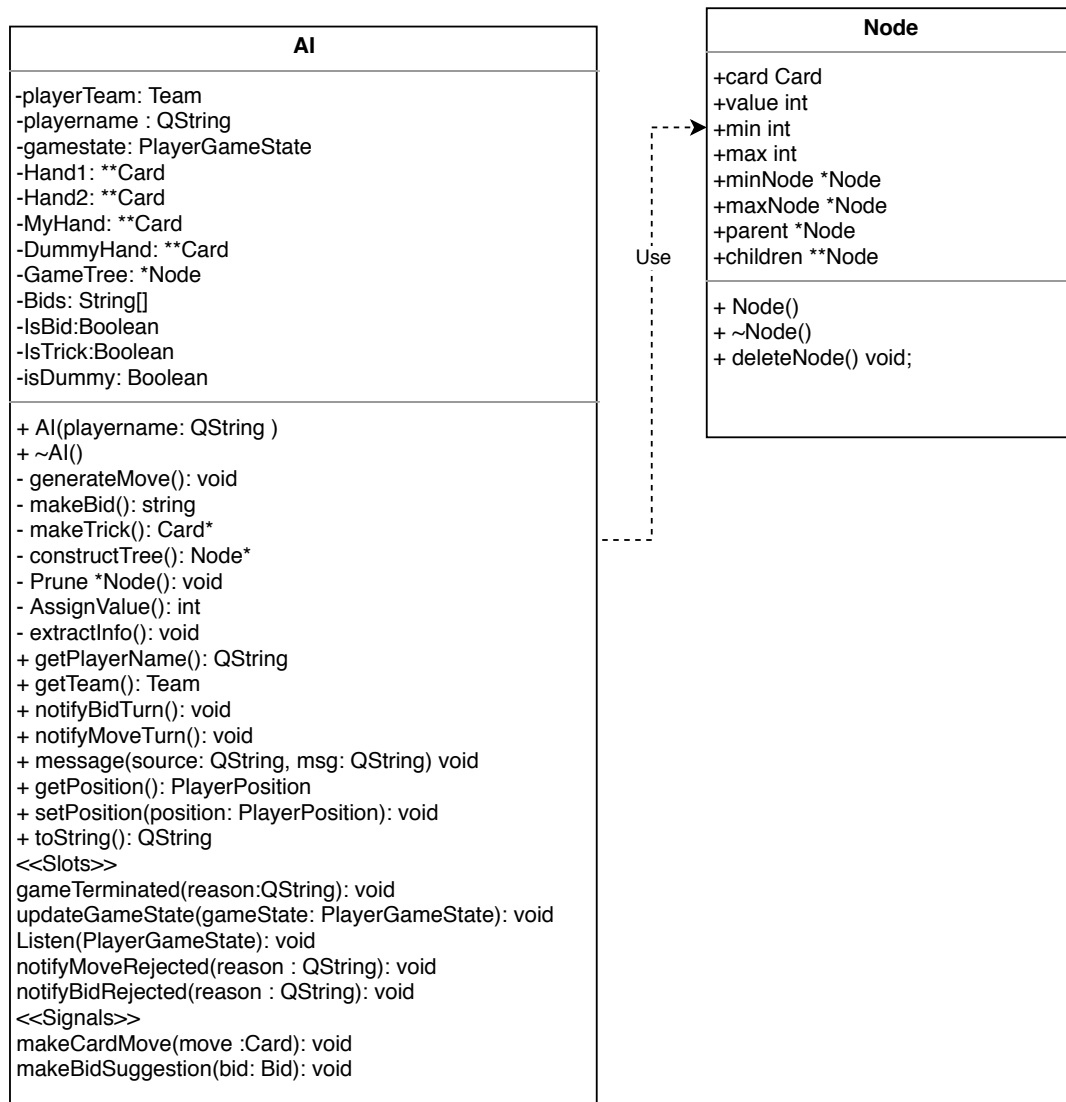 AI
-playerTeam: Team
-playername : QString
-gamestate: PlayerGameState
-Hand1: **Card
-Hand2: **Card
-MyHand: **Card
-DummyHand: **Card
-GameTree: *Node
-Bids: String[]
-IsBid:Boolean
-IsTrick:Boolean
-isDummy: Boolean
+ AI(playername: QString )
+ ~AI()
- generateMove(): void
- makeBid(): string
- makeTrick(): Card*
- constructTree(): Node*
- Prune *Node(): void
- AssignValue(): int
- extractInfo(): void
+ getPlayerName(): QString
+ getTeam(): Team
+ notifyBidTurn(): void
+ notifyMoveTurn(): void
+ message(source: QString, msg: QString) void
+ getPosition(): PlayerPosition
+ setPosition(position: PlayerPosition): void
+ toString(): QString
<<Slots>>
gameTerminated(reason:QString): void
updateGameState(gameState: PlayerGameState): void
Listen(PlayerGameState): void
notifyMoveRejected(reason : QString): void
notifyBidRejected(reason : QString): void
<<Signals>>
makeCardMove(move :Card): void
makeBidSuggestion(bid: Bid): void
Use
Node
+card Card
+value int
+min int
+max int
+minNode *Node
+maxNode *Node
+parent *Node
+children **Node
+ Node()
+ ~Node()
+ deleteNode() void;